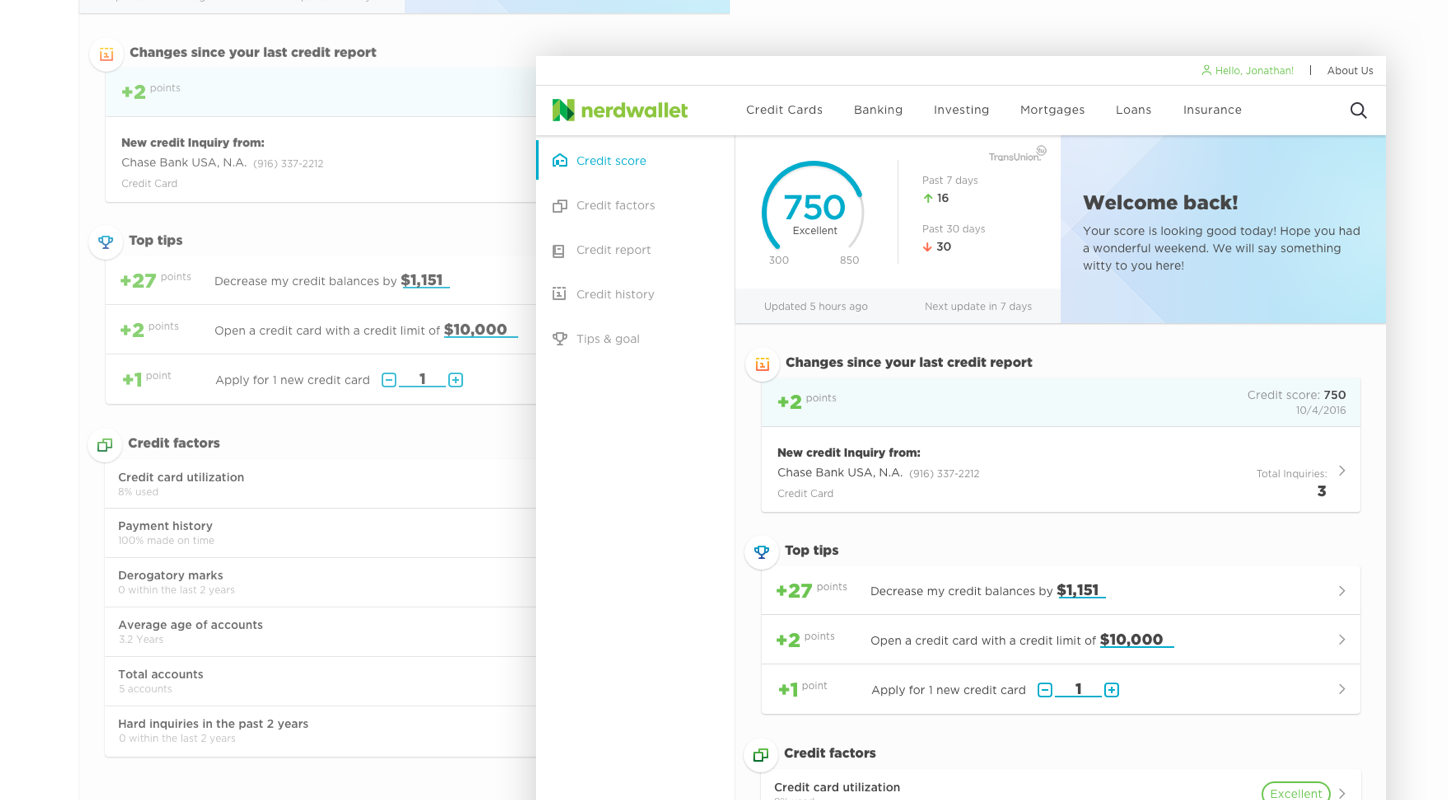 Changes since your last credit report
+2 points
New credit Inquiry from:
Chase Bank USA, N.A. (916) 337-2212
Credit Card
Top tips
+27 points Decrease my credit balances by $1,151
+2 points Open a credit card with a credit limit of $10,000
+1 point Apply for 1 new credit card 1
Credit factors
Credit card utilization
8% used
Payment history
100% made on time
Derogatory marks
0 within the last 2 years
Average age of accounts
3.2 Years
Total accounts
5 accounts
Hard inquiries in the past 2 years
0 within the last 2 years
Hello, Jonathan! | About Us
nerdwallet Credit Cards Banking Investing Mortgages Loans Insurance
Credit score
Credit factors
Credit report
Credit history
Tips & goal
750
Excellent
300 850
TransUnion
Past 7 days
16
Past 30 days
30
Updated 5 hours ago Next update in 7 days
Welcome back!
Your score is looking good today! Hope you had
a wonderful weekend. We will say something
witty to you here!
Changes since your last credit report
+2 points
Credit score: 750
10/4/2016
New credit Inquiry from:
Chase Bank USA, N.A. (916) 337-2212
Credit Card
Total Inquiries:
3
Top tips
+27 points Decrease my credit balances by $1,151
+2 points Open a credit card with a credit limit of $10,000
+1 point Apply for 1 new credit card 1
Credit factors
Credit card utilization
Excellent